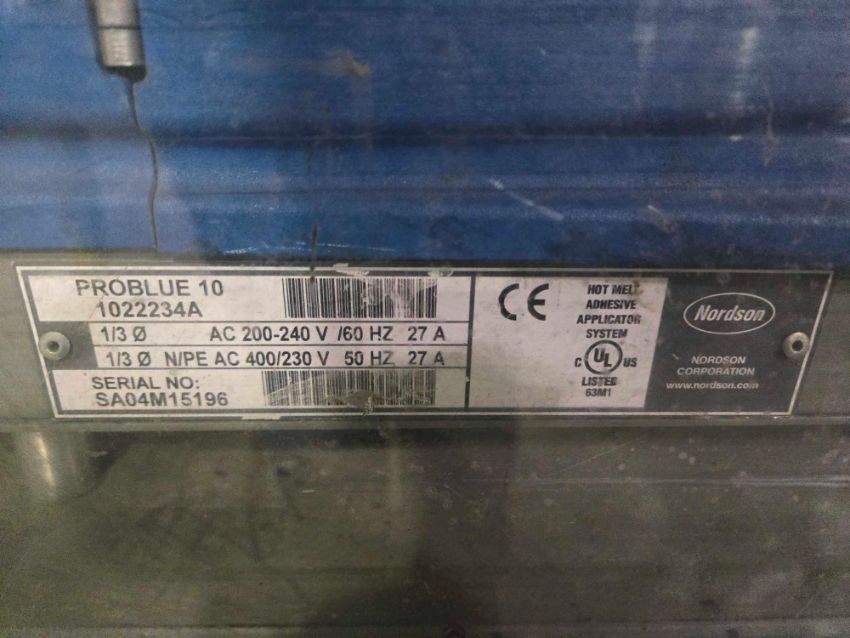 PROBLUE 10
1022234A
1/3 Ø AC 200-240 V /60 HZ 27 A
1/3 Ø N/PE AC 400/230 V 50 HZ 27 A
SERIAL NO:
SA04M15196
CE
HOT MELT
ADHESIVE
APPLICATOR
SYSTEM
C UL US
LISTED
63M1
Nordson
NORDSON
CORPORATION
www.nordson.com